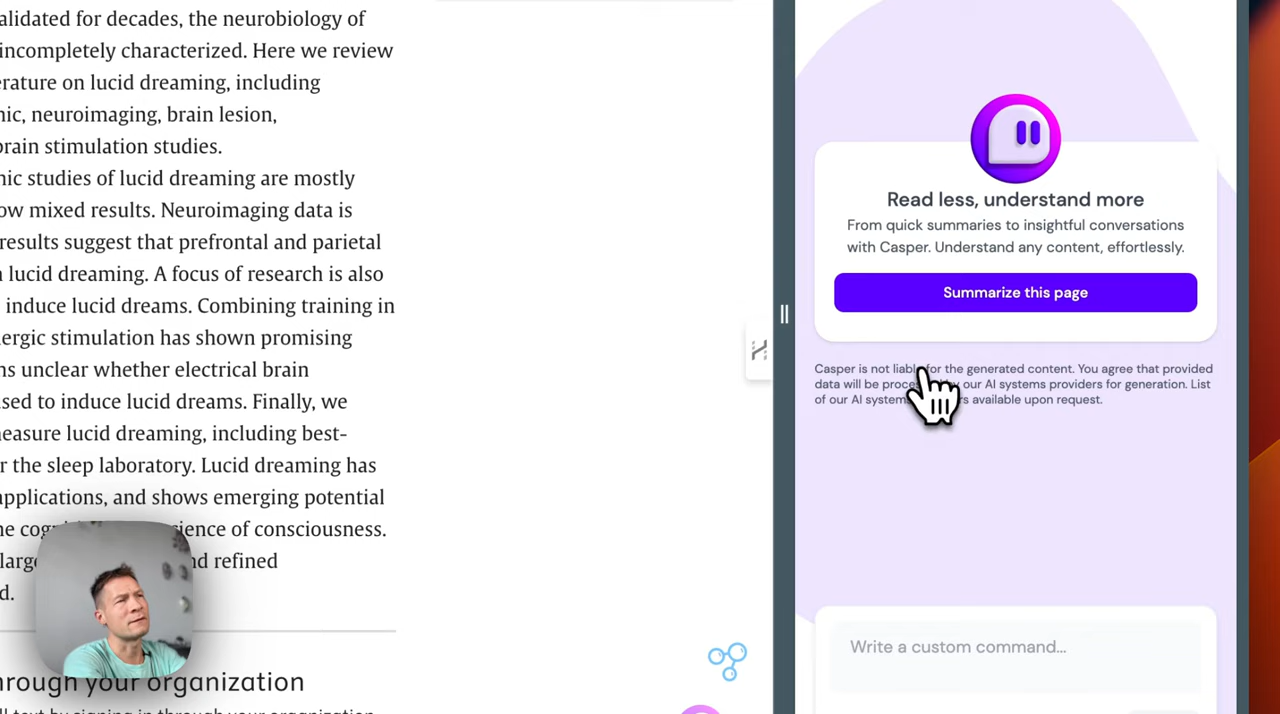 alidated for decades, the neurobiology of
incompletely characterized. Here we review
erature on lucid dreaming, including
nic, neuroimaging, brain lesion,
brain stimulation studies.
nic studies of lucid dreaming are mostly
ow mixed results. Neuroimaging data is
results suggest that prefrontal and parietal
n lucid dreaming. A focus of research is also
induce lucid dreams. Combining training in
nergic stimulation has shown promising
ns unclear whether electrical brain
used to induce lucid dreams. Finally, we
measure lucid dreaming, including best-
r the sleep laboratory. Lucid dreaming has
applications, and shows emerging potential
ience of consciousness.
large nd refined
d.
hrough your organization
Read less, understand more
From quick summaries to insightful conversations
with Casper. Understand any content, effortlessly.
Summarize this page
Casper is not liable for the generated content. You agree that provided
data will be our AI systems providers for generation. List
of our AI system available upon request.
Write a custom command...